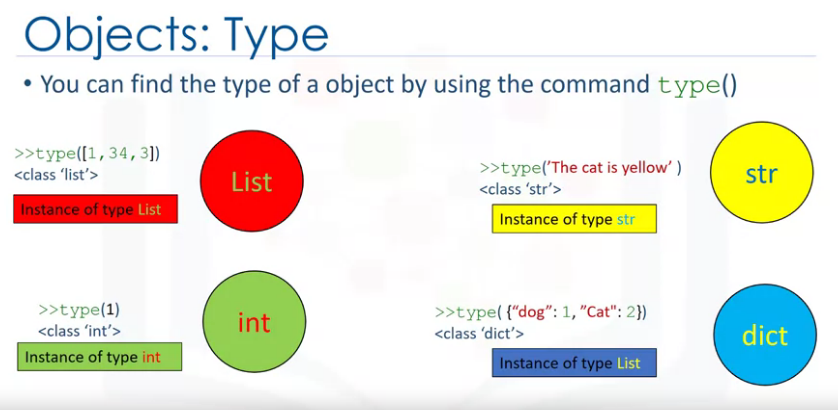 Objects: Type
• You can find the type of a object by using the command type()
>>type([1,34,3])
<class ‘list’>
Instance of type List
List
>>type(’The cat is yellow’ )
<class ‘str’>
Instance of type str
str
>>type(1)
<class ‘int’>
Instance of type int
int
>>type( {“dog”: 1, ”Cat": 2})
<class ‘dict’>
Instance of type List
dict